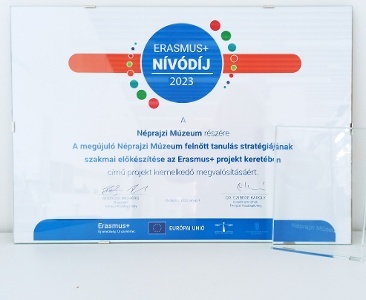 ERASMUS+
NÍVÓDÍJ
2023
A
Néprajzi Múzeum részére
A megújuló Néprajzi Múzeum felnőtt tanulás stratégiájának
szakmai előkészítése az Erasmus+ projekt keretében
című projekt kiemelkedő megvalósításáért.
Erasmus+
EURÓPAI UNIÓ